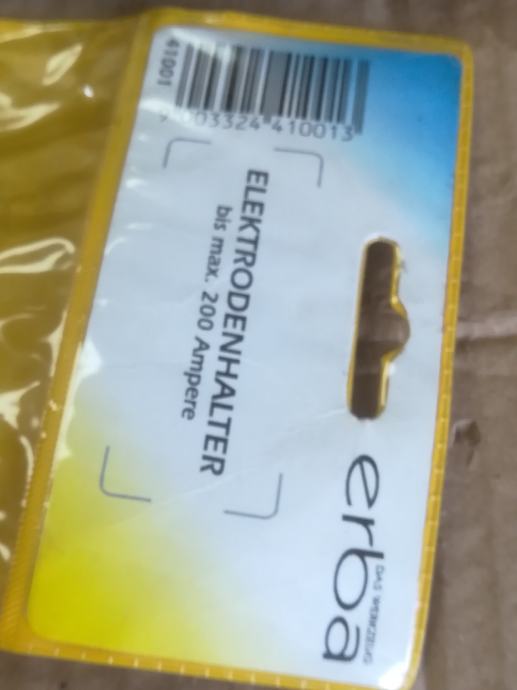 erba
DAS WERKZEUG
ELEKTRODENHALTER
bis max. 200 Ampere
41001
9 003324 410013